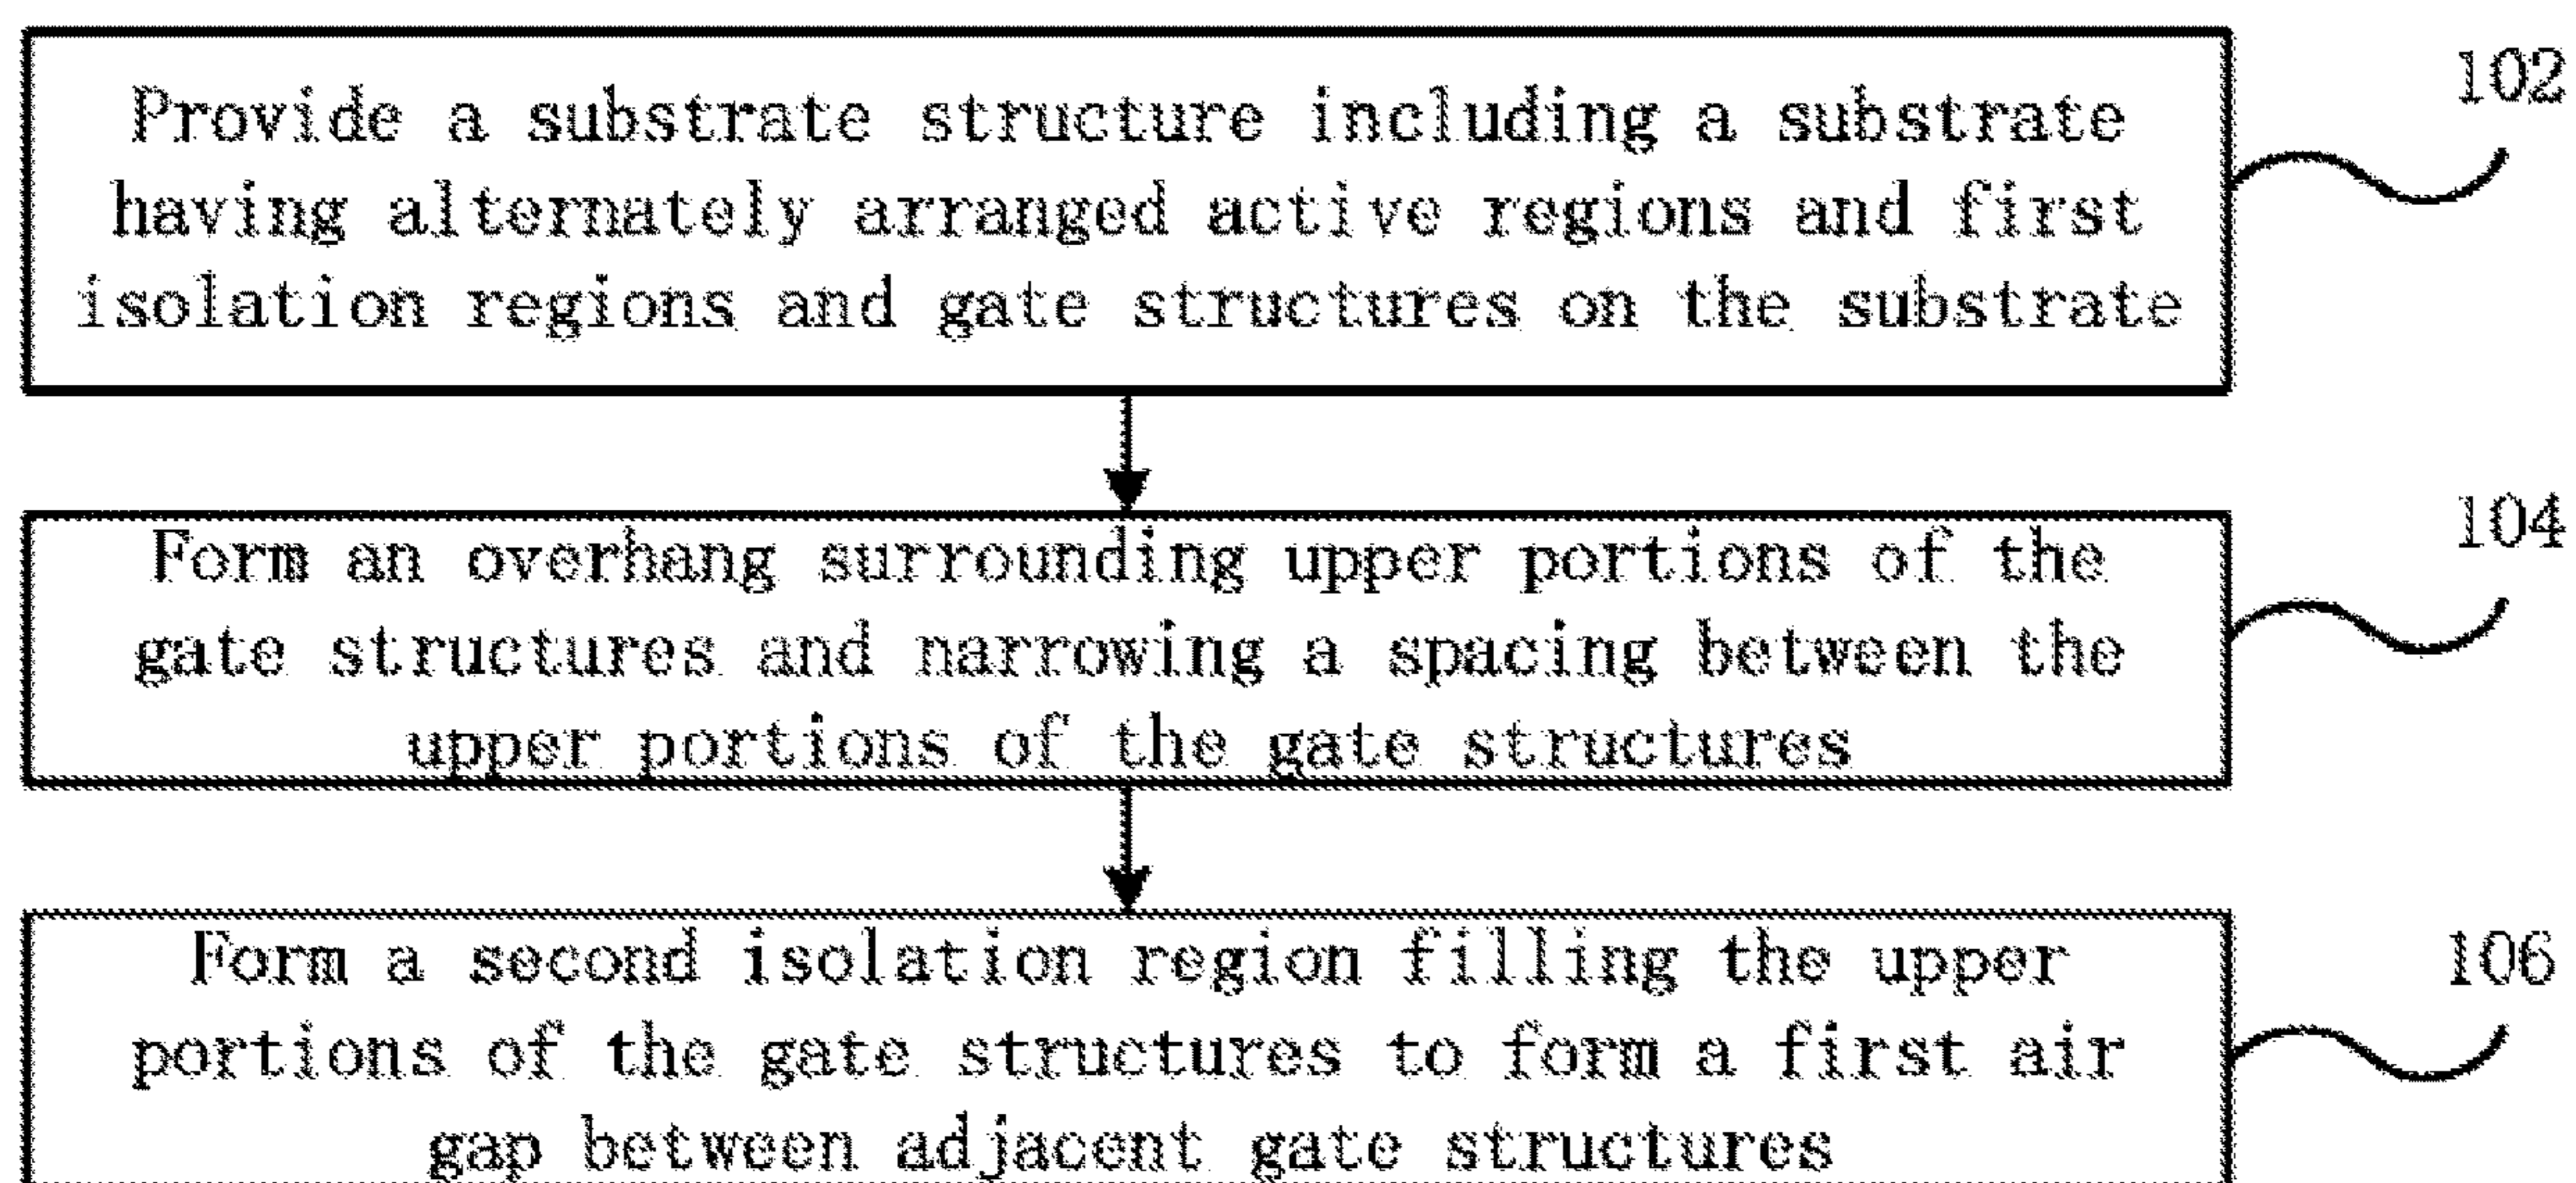 Provide a substrate structure including a substrate
having alternately arranged active regions and first
isolation regions and gate structures on the substrate
102
Form an overhang surrounding upper portions of the
gate structures and narrowing a spacing between the
upper portions of the gate structures
104
Form a second isolation region filling the upper
portions of the gate structures to form a first air
gap between adjacent gate structures
106